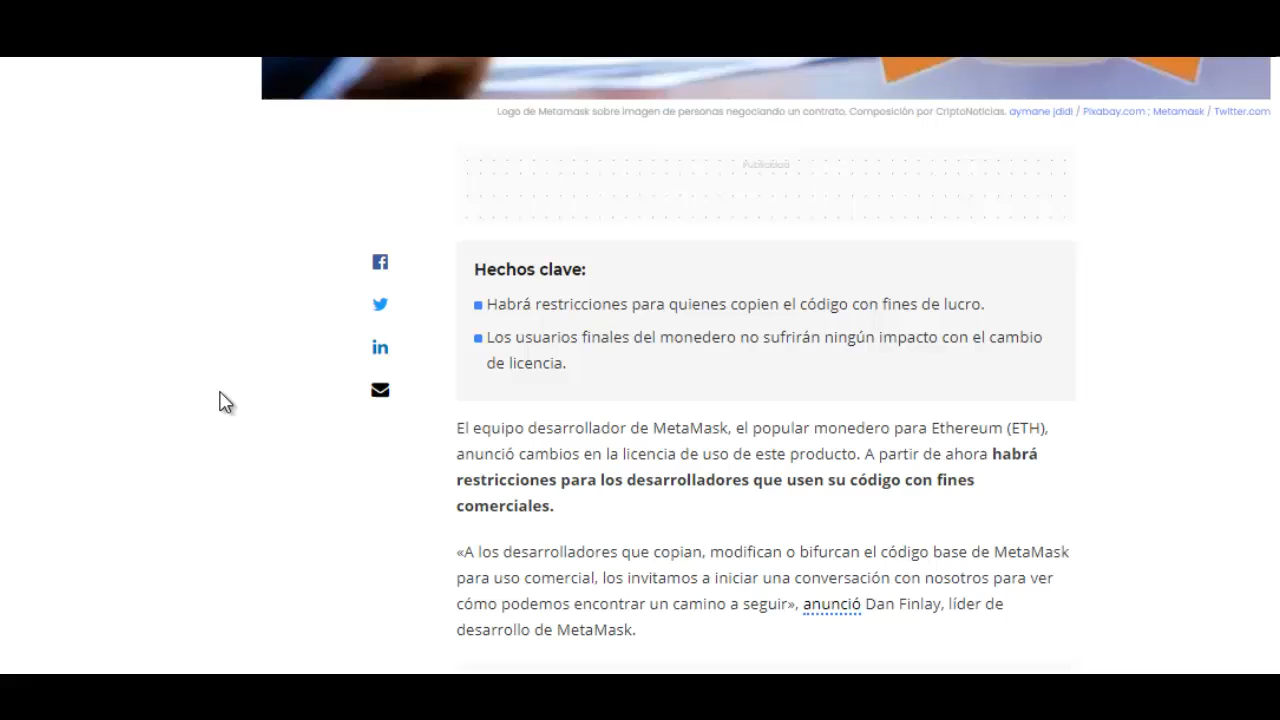 Logo de Metamask sobre imagen de personas negociando un contrato. Composición por CriptoNoticias. aymane jdidi / Pixabay.com ; Metamask / Twitter.com
Publicidad
Hechos clave:
Habrá restricciones para quienes copien el código con fines de lucro.
Los usuarios finales del monedero no sufrirán ningún impacto con el cambio
de licencia.
El equipo desarrollador de MetaMask, el popular monedero para Ethereum (ETH),
anunció cambios en la licencia de uso de este producto. A partir de ahora habrá
restricciones para los desarrolladores que usen su código con fines
comerciales.
«A los desarrolladores que copian, modifican o bifurcan el código base de MetaMask
para uso comercial, los invitamos a iniciar una conversación con nosotros para ver
cómo podemos encontrar un camino a seguir», anunció Dan Finlay, líder de
desarrollo de MetaMask.